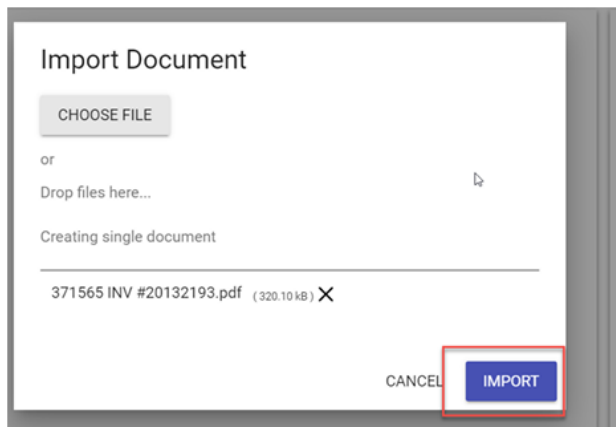 Import Document
CHOOSE FILE
or
Drop files here...
Creating single document
371565 INV #20132193.pdf (320.10 kB)
CANCEL IMPORT